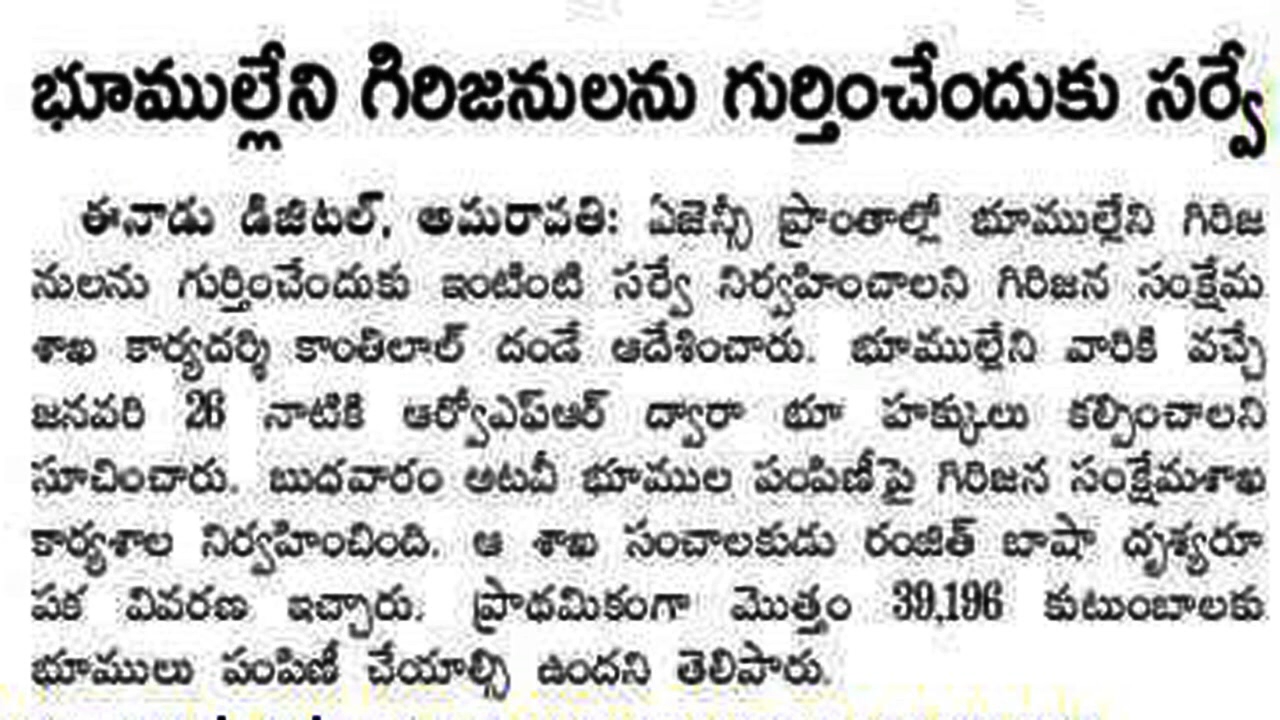 భూముల్లేని గిరిజనులను గుర్తించేందుకు సర్వే
ఈనాడు డిజిటల్, అమరావతి: ఏజెన్సీ ప్రాంతాల్లో భూముల్లేని గిరిజ
నులను గుర్తించేందుకు ఇంటింటి సర్వే నిర్వహించాలని గిరిజన సంక్షేమ
శాఖ కార్యదర్శి కాంతిలాల్ దండే ఆదేశించారు. భూముల్లేని వారికి వచ్చే
జనవరి 26 నాటికి ఆర్వోఎఫ్ఆర్ ద్వారా భూ హక్కులు కల్పించాలని
సూచించారు. బుధవారం అటవీ భూముల పంపిణీపై గిరిజన సంక్షేమశాఖ
కార్యశాల నిర్వహించింది. ఆ శాఖ సంచాలకుడు రంజిత్ బాషా దృశ్యరూ
పక వివరణ ఇచ్చారు. ప్రాథమికంగా మొత్తం 39,196 కుటుంబాలకు
భూములు పంపిణీ చేయాల్సి ఉందని తెలిపారు.